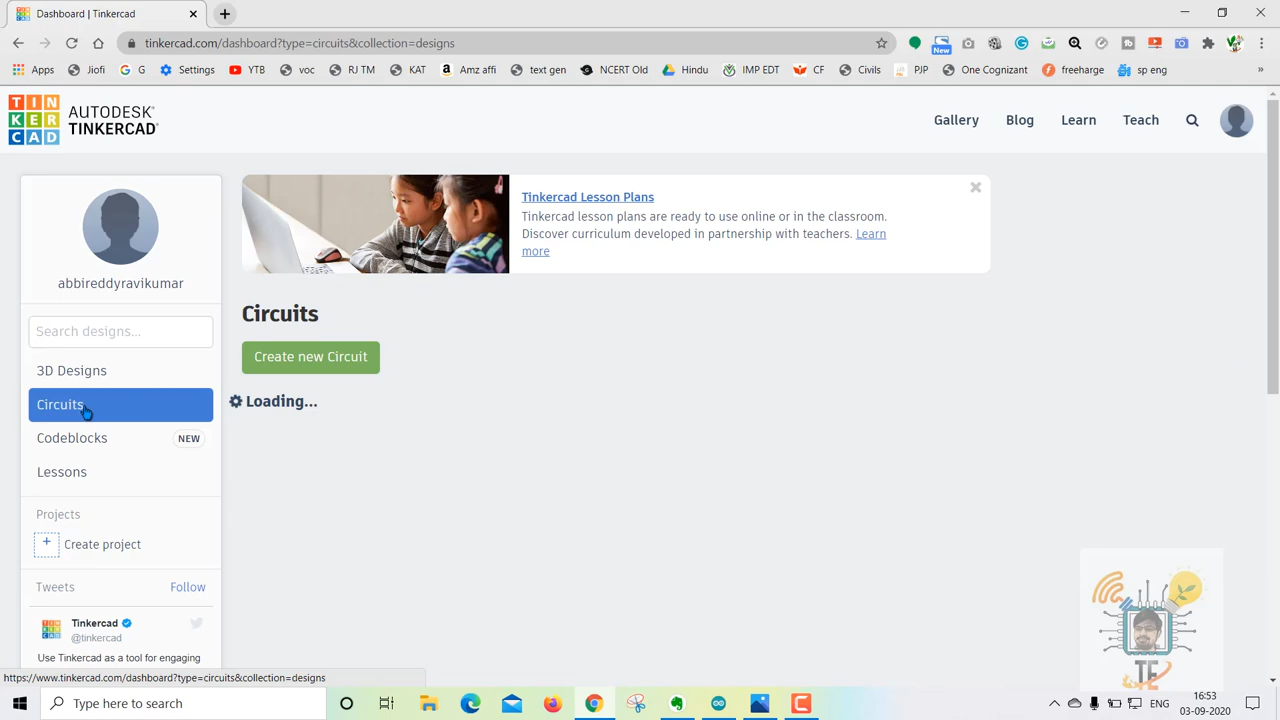 Dashboard | Tinkercad
tinkercad.com/dashboard?type=circuits&collection=design
New
Apps
Jiofi
G
Settings
YTB
voc
RJ TM
KAT
Amz affi
text gen
NCERT Old
Hindu
IMP EDT
CF
Civils
PJP
One Cognizant
freeharge
sp eng
»
TIN
KER
CAD
AUTODESK®
TINKERCAD®
Gallery
Blog
Learn
Teach
abbireddyravikumar
Search designs...
3D Designs
Circuits
Codeblocks
NEW
Lessons
Projects
+ Create project
Tweets
Follow
Tinkercad
@tinkercad
Use Tinkercad as a tool for engaging
Tinkercad Lesson Plans
Tinkercad lesson plans are ready to use online or in the classroom.
Discover curriculum developed in partnership with teachers. Learn
more
Circuits
Create new Circuit
Loading...
TE
https://www.tinkercad.com/dashboard?type=circuits&collection=designs
Type here to search
ENG
16:53
03-09-2020